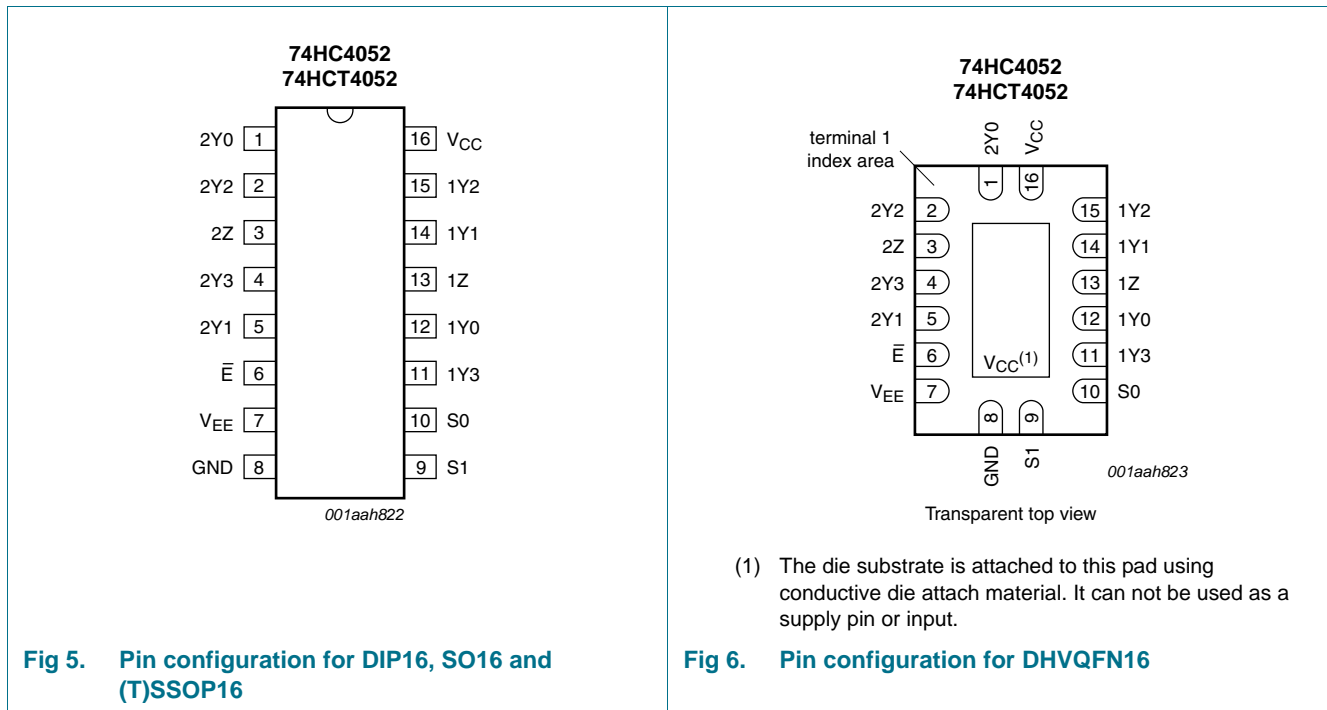 74HC4052
74HCT4052
2Y0 1
16 VCC
2Y2 2
15 1Y2
2Z 3
14 1Y1
2Y3 4
13 1Z
2Y1 5
12 1Y0
E̅ 6
11 1Y3
VEE 7
10 S0
GND 8
9 S1
001aah822
Fig 5. Pin configuration for DIP16, SO16 and
(T)SSOP16
74HC4052
74HCT4052
terminal 1
index area
2Y0
VCC
1
16
2Y2 2
15 1Y2
2Z 3
14 1Y1
2Y3 4
13 1Z
2Y1 5
12 1Y0
E̅ 6
11 1Y3
VCC(1)
VEE 7
10 S0
8
9
GND
S1
001aah823
Transparent top view
(1) The die substrate is attached to this pad using
conductive die attach material. It can not be used as a
supply pin or input.
Fig 6. Pin configuration for DHVQFN16